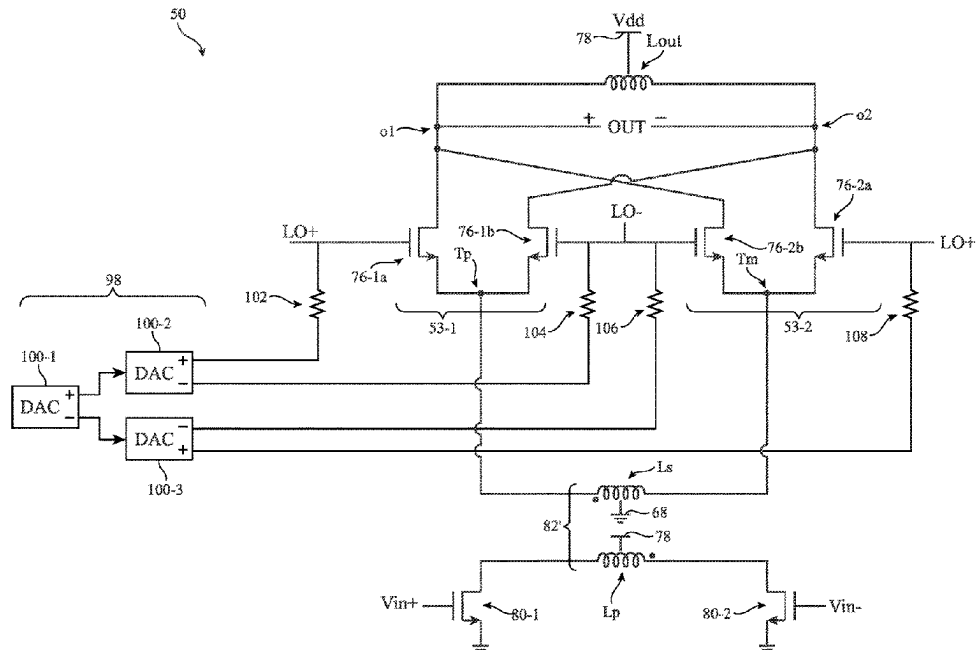 50
Vdd
78
Lout
o1
+ OUT −
o2
76-2a
LO+
76-1b
LO-
LO+
76-1a
Tp
76-2b
Tm
98
102
53-1
104
106
53-2
108
100-1
100-2
DAC + −
DAC + −
DAC − +
100-3
Ls
82'
68
78
Vin+
80-1
Lp
80-2
Vin-